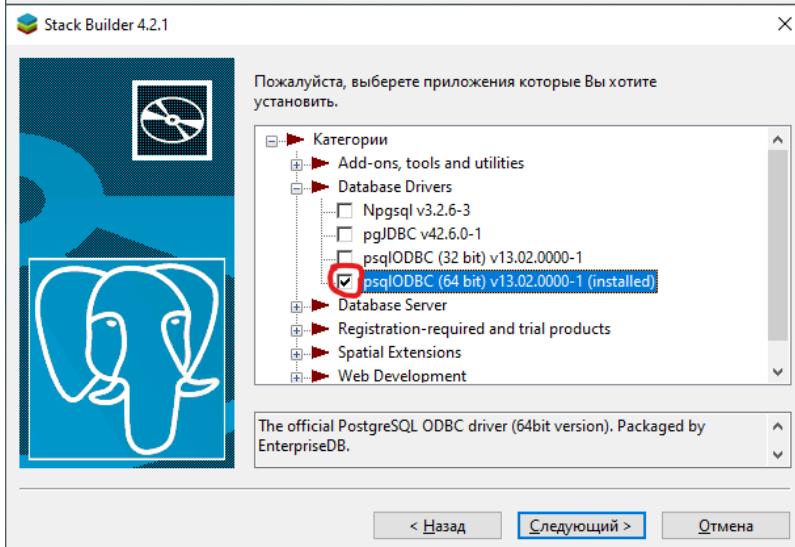 Stack Builder 4.2.1
Пожалуйста, выберете приложения которые Вы хотите
установить.
Категории
Add-ons, tools and utilities
Database Drivers
Npgsql v3.2.6-3
pgJDBC v42.6.0-1
psqlODBC (32 bit) v13.02.0000-1
psqlODBC (64 bit) v13.02.0000-1 (installed)
Database Server
Registration-required and trial products
Spatial Extensions
Web Development
The official PostgreSQL ODBC driver (64bit version). Packaged by
EnterpriseDB.
< Назад
Следующий >
Отмена